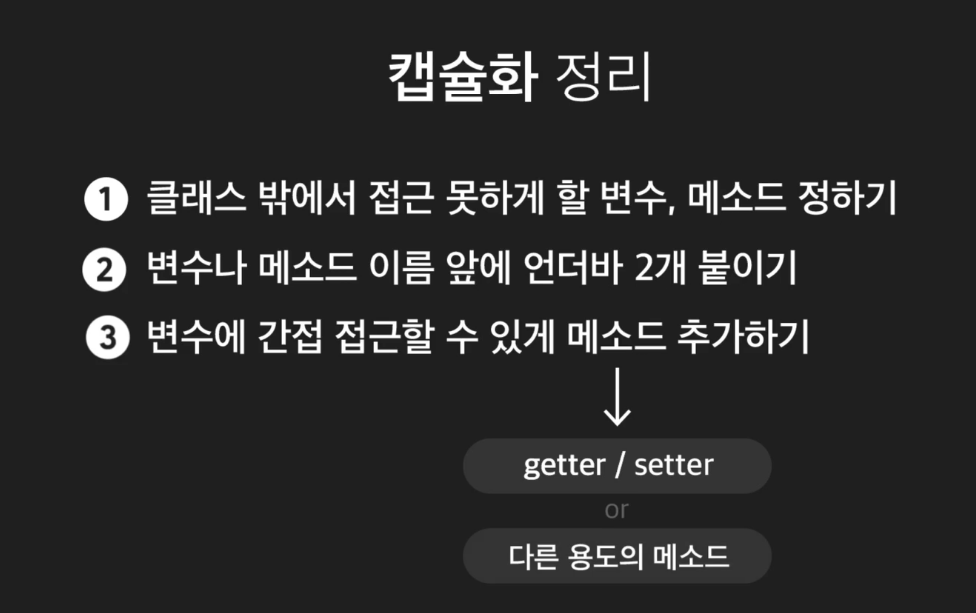 캡슐화 정리
1 클래스 밖에서 접근 못하게 할 변수, 메소드 정하기
2 변수나 메소드 이름 앞에 언더바 2개 붙이기
3 변수에 간접 접근할 수 있게 메소드 추가하기
getter / setter
or
다른 용도의 메소드